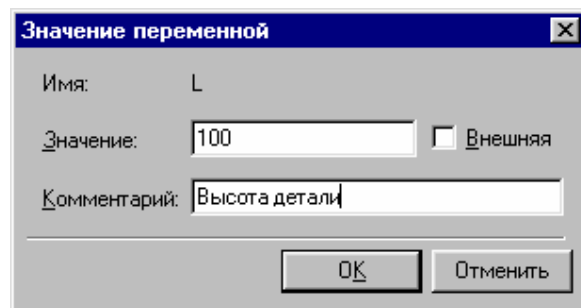 Значение переменной
Имя: L
Значение: 100 Внешняя
Комментарий: Высота детали
OK Отменить